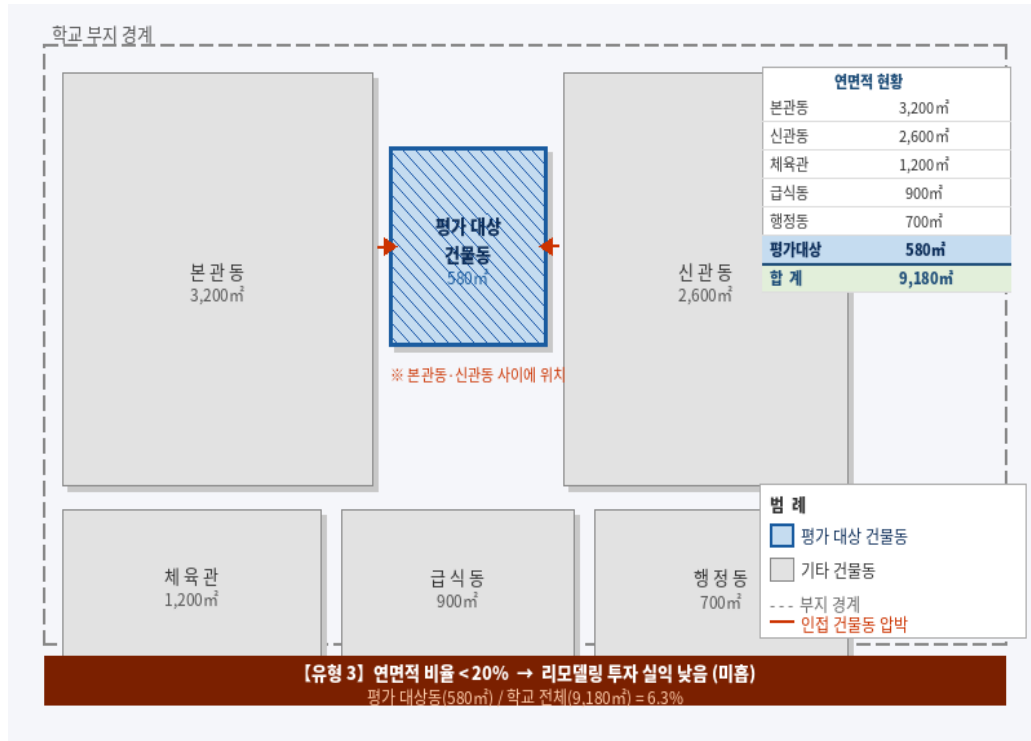 학교 부지 경계
연면적 현황
본관동 3,200㎡
신관동 2,600㎡
체육관 1,200㎡
급식동 900㎡
행정동 700㎡
평가대상 580㎡
합 계 9,180㎡
평가 대상
건물동
580㎡
본 관 동
3,200㎡
신 관 동
2,600㎡
※ 본관동·신관동 사이에 위치
체 육 관
1,200㎡
급 식 동
900㎡
행 정 동
700㎡
범 례
평가 대상 건물동
기타 건물동
--- 부지 경계
인접 건물동 압박
【유형 3】 연면적 비율 < 20% → 리모델링 투자 실익 낮음 (미흡)
평가 대상동(580㎡) / 학교 전체(9,180㎡) = 6.3%